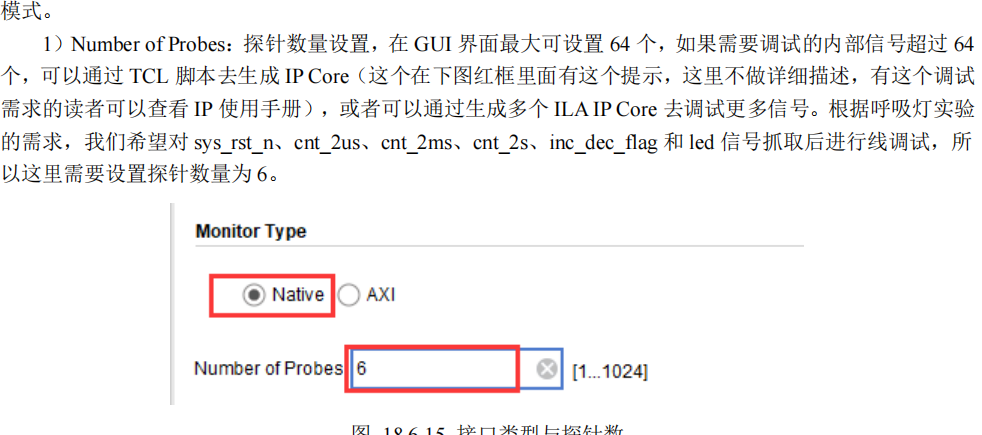 模式。
1）Number of Probes：探针数量设置，在 GUI 界面最大可设置 64 个，如果需要调试的内部信号超过 64
个，可以通过 TCL 脚本去生成 IP Core（这个在下图红框里面有这个提示，这里不做详细描述，有这个调试
需求的读者可以查看 IP 使用手册），或者可以通过生成多个 ILA IP Core 去调试更多信号。根据呼吸灯实验
的需求，我们希望对 sys_rst_n、cnt_2us、cnt_2ms、cnt_2s、inc_dec_flag 和 led 信号抓取后进行线调试，所
以这里需要设置探针数量为 6。
Monitor Type
Native AXI
Number of Probes 6 [1...1024]
图 18.6.15 接口类型与探针数